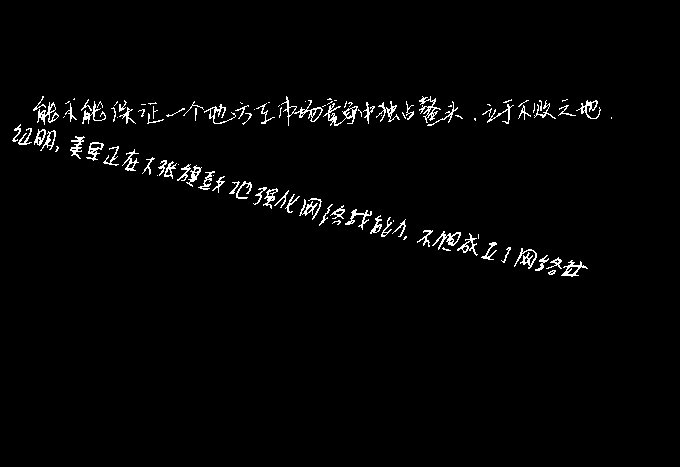 能不能保证一个地方在市场竞争中独占鳌头、立于不败之地.
组明,美军正在大张旗鼓地强化网络战能力,不但成立了网络战